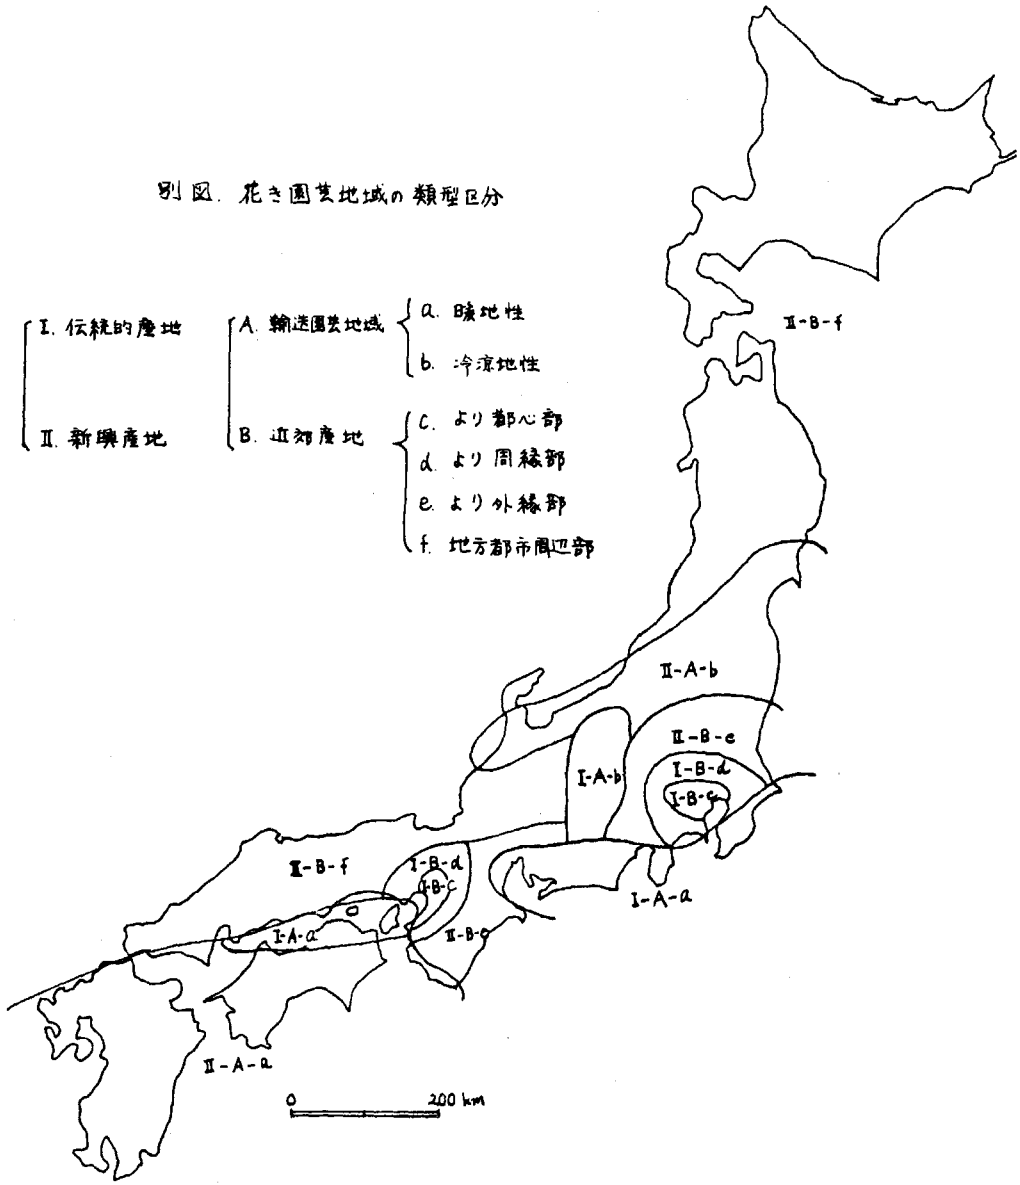 別図. 花き園芸地域の類型区分
I. 伝統的産地
II. 新興産地
A. 輸送園芸地域
B. 近郊産地
a. 暖地性
b. 冷涼地性
c. より都心部
d. より周縁部
e. より外縁部
f. 地方都市周辺部
II-B-f
II-A-b
II-B-e
I-B-d
I-B-c
I-A-b
I-A-a
II-B-f
I-B-d
I-B-c
I-A-a
II-B-e
II-A-a
0 200 km